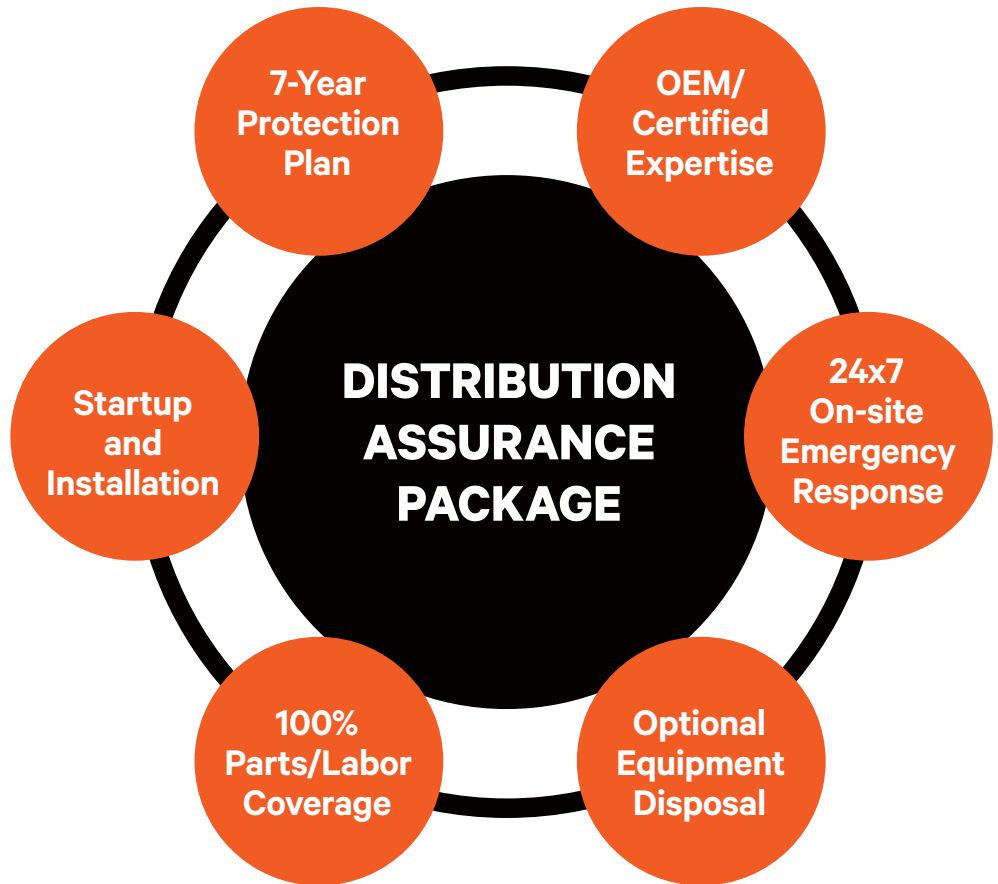 7-Year
Protection
Plan
OEM/
Certified
Expertise
Startup
and
Installation
DISTRIBUTION
ASSURANCE
PACKAGE
24x7
On-site
Emergency
Response
100%
Parts/Labor
Coverage
Optional
Equipment
Disposal